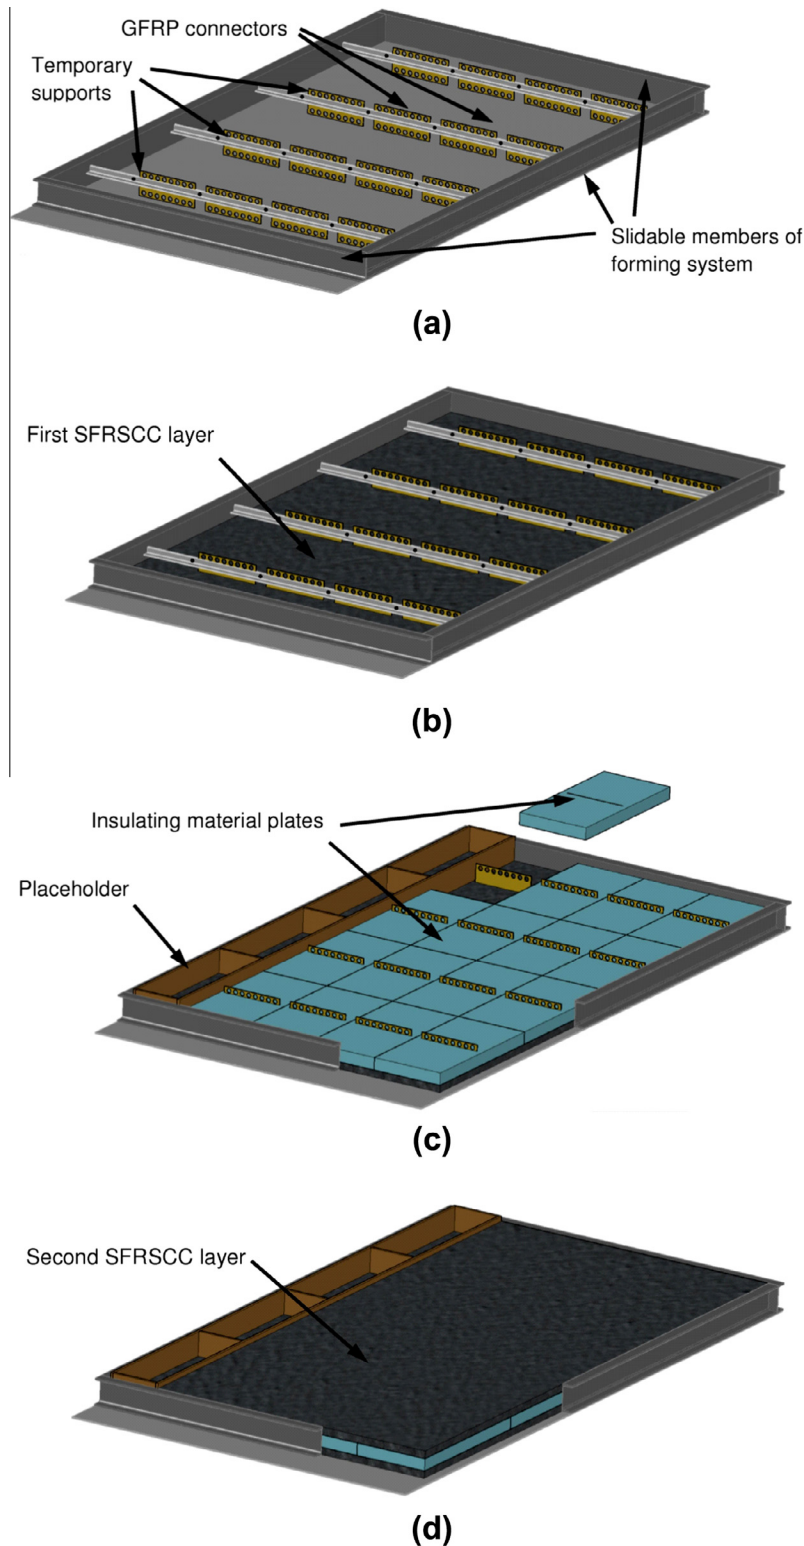 GFRP connectors
Temporary
supports
Slidable members of
forming system
(a)
First SFRSCC layer
(b)
Insulating material plates
Placeholder
(c)
Second SFRSCC layer
(d)